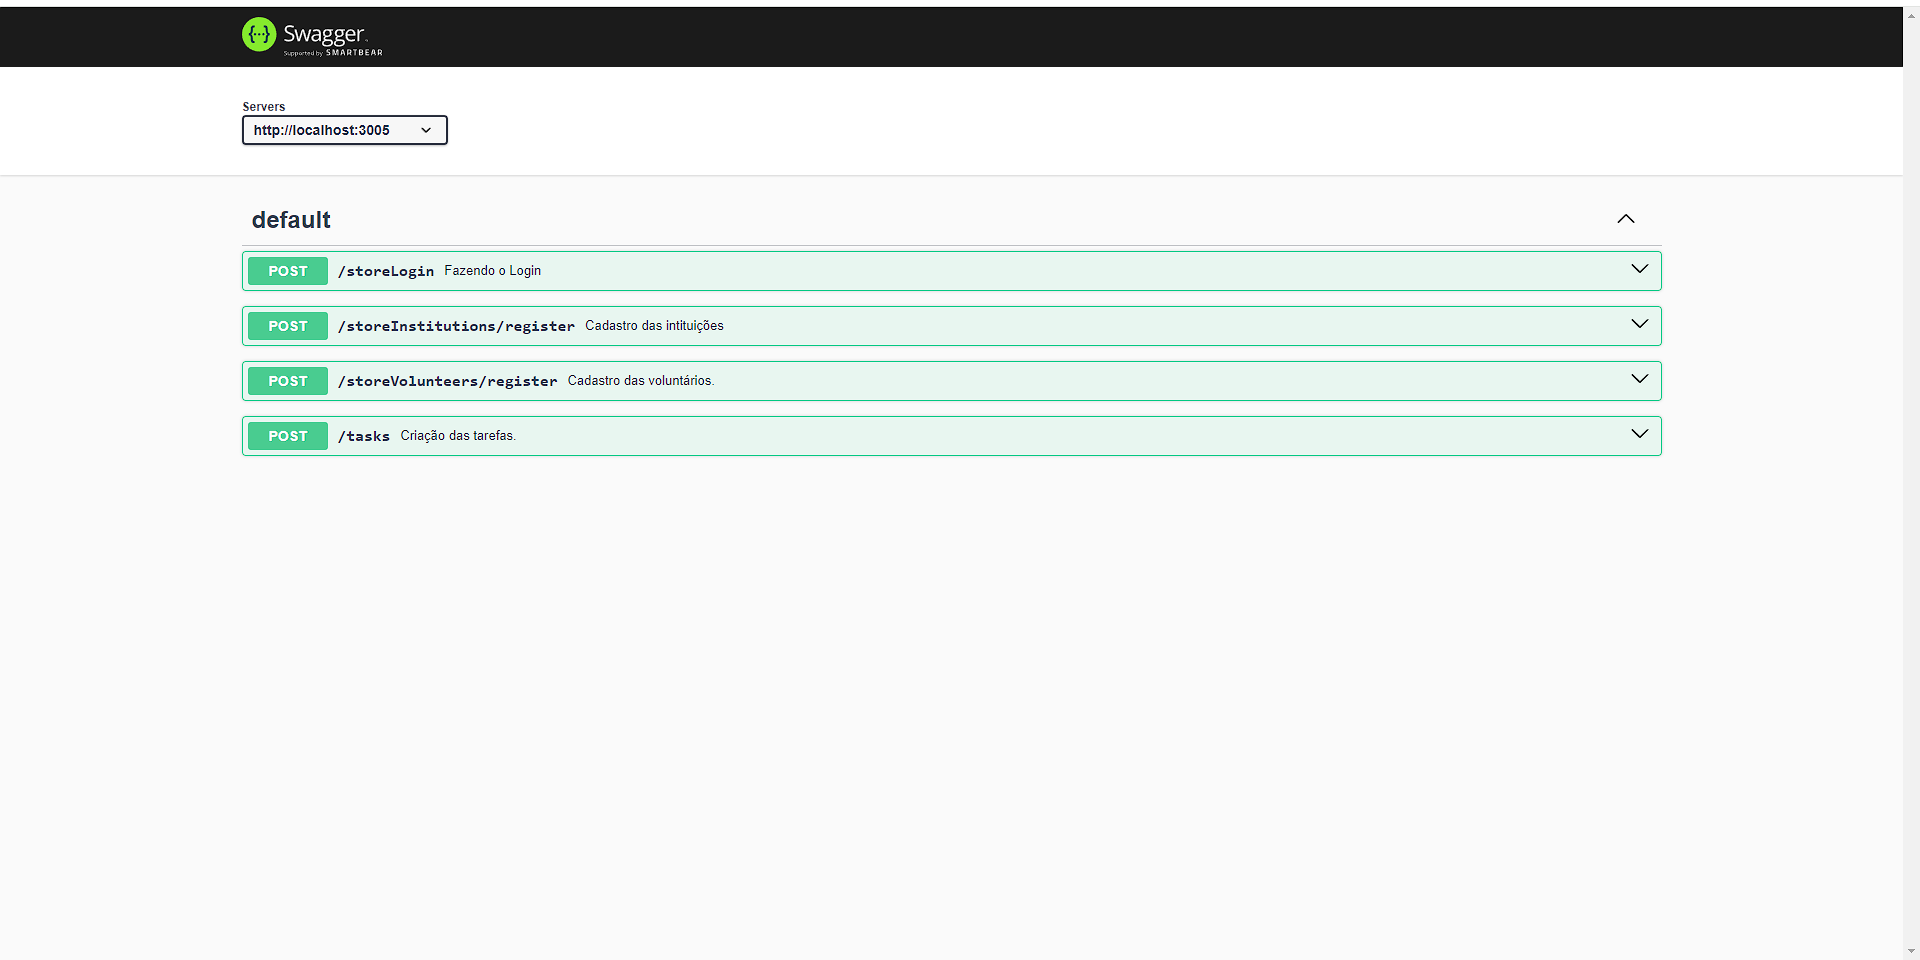 Swagger.
Supported by SMARTBEAR
Servers
http://localhost:3005
default
POST /storeLogin Fazendo o Login
POST /storeInstitutions/register Cadastro das intituições
POST /storeVolunteers/register Cadastro das voluntários.
POST /tasks Criação das tarefas.